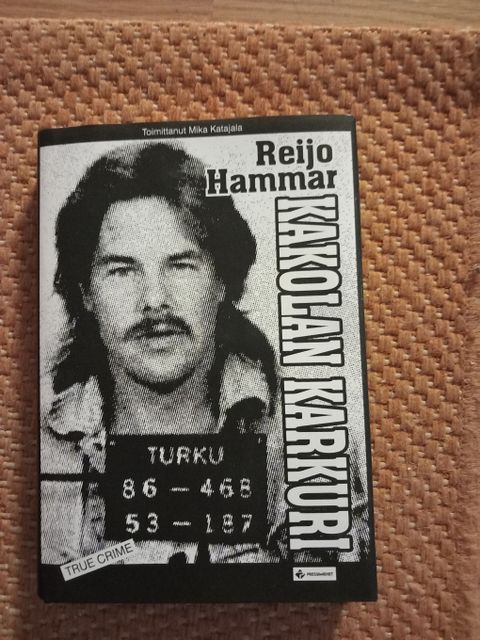 Toimittanut Mika Katajala
Reijo
Hammar
KAKOLAN KARKURI
TURKU
86 – 468
53 – 187
TRUE CRIME